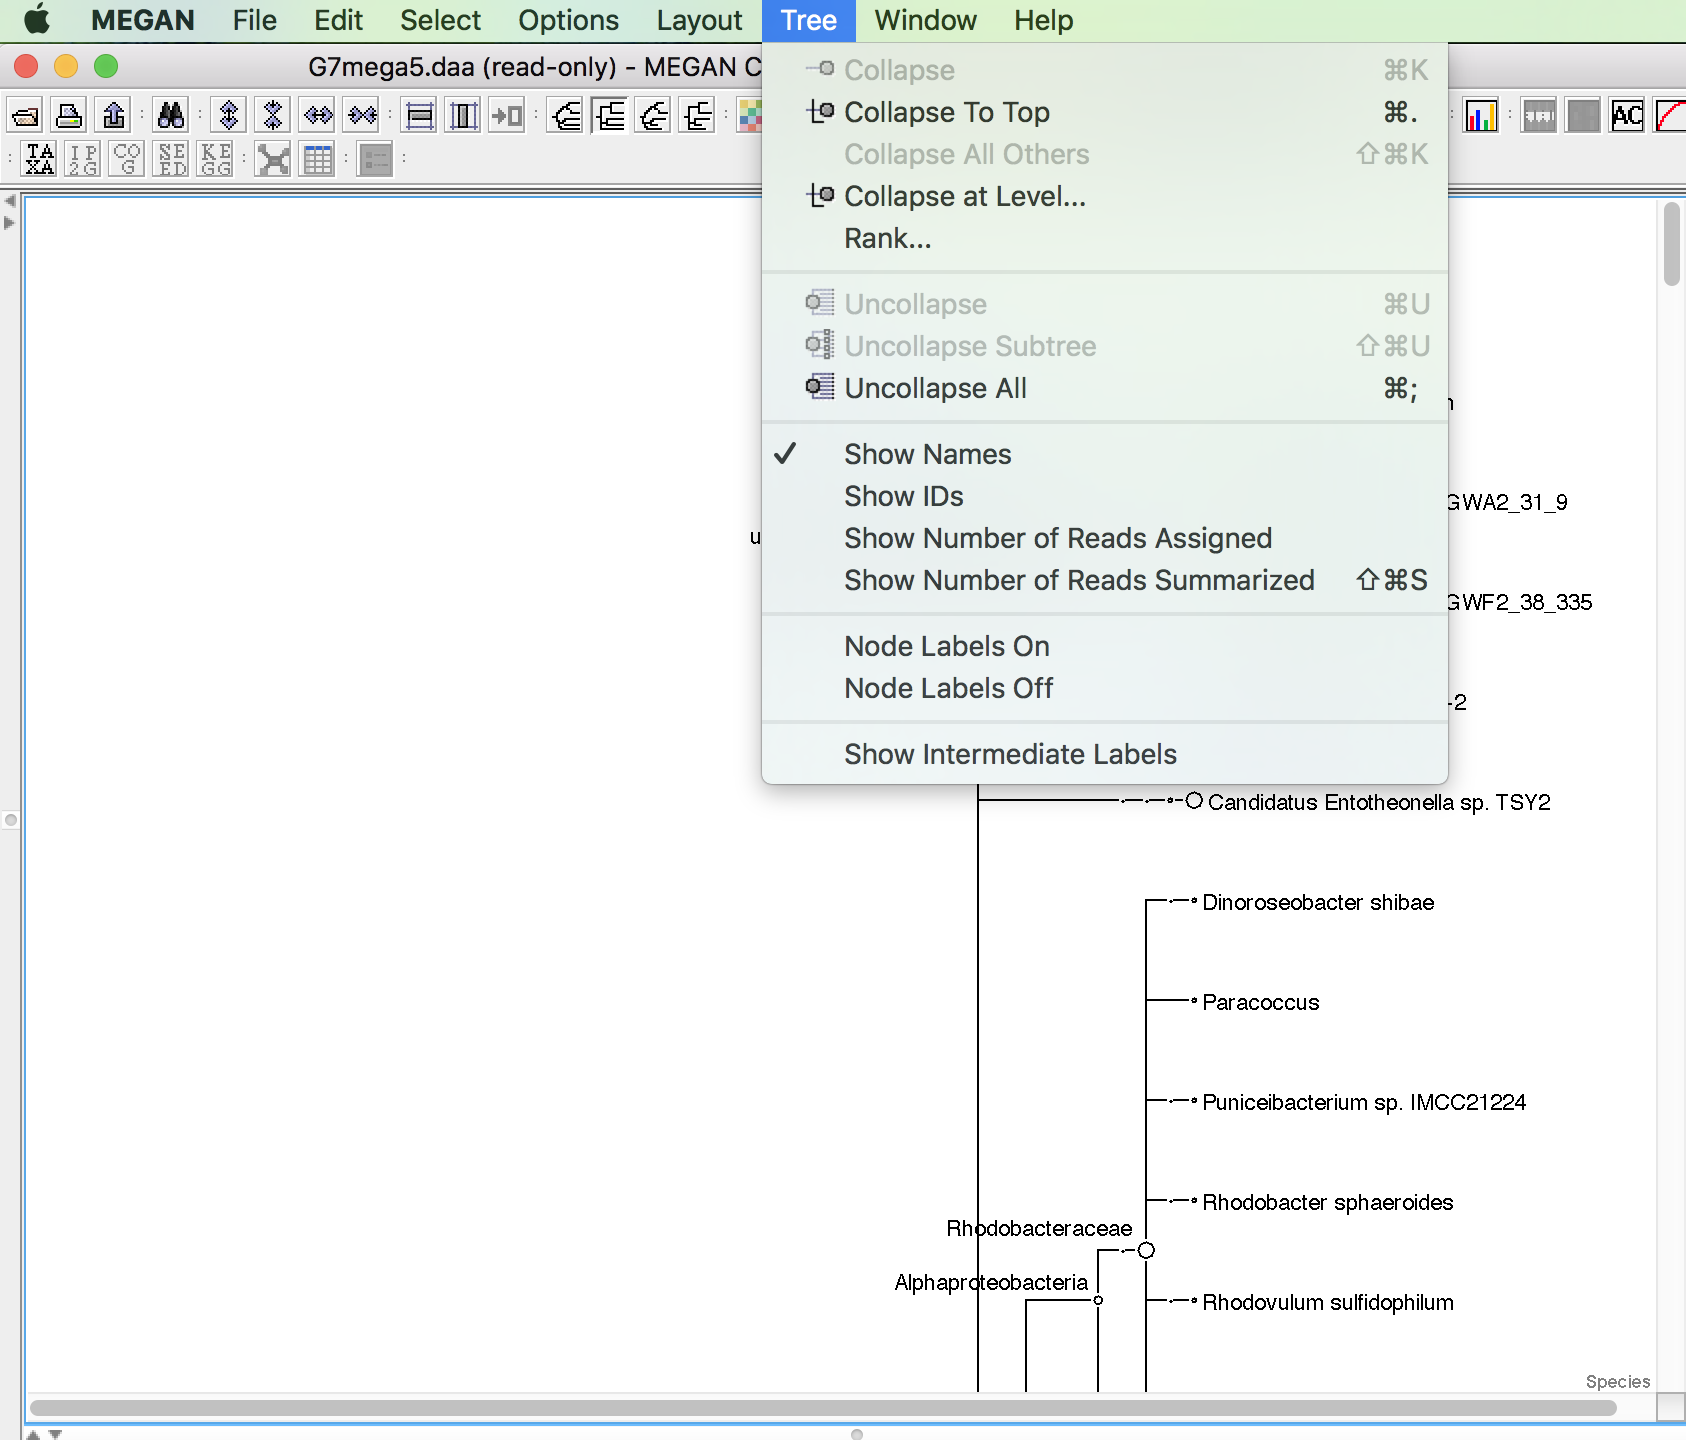 MEGAN File Edit Select Options Layout Tree Window Help
G7mega5.daa (read-only) - MEGAN C
AC
TA
XA
IP
2G
CO
G
SE
ED
KE
GG
Collapse ⌘K
Collapse To Top ⌘.
Collapse All Others ⇧⌘K
Collapse at Level...
Rank...
Uncollapse ⌘U
Uncollapse Subtree ⇧⌘U
Uncollapse All ⌘;
✓ Show Names
Show IDs
Show Number of Reads Assigned
Show Number of Reads Summarized ⇧⌘S
Node Labels On
Node Labels Off
Show Intermediate Labels
n
GWA2_31_9
u
GWF2_38_335
-2
Candidatus Entotheonella sp. TSY2
Dinoroseobacter shibae
Paracoccus
Puniceibacterium sp. IMCC21224
Rhodobacter sphaeroides
Rhodobacteraceae
Alphaproteobacteria
Rhodovulum sulfidophilum
Species